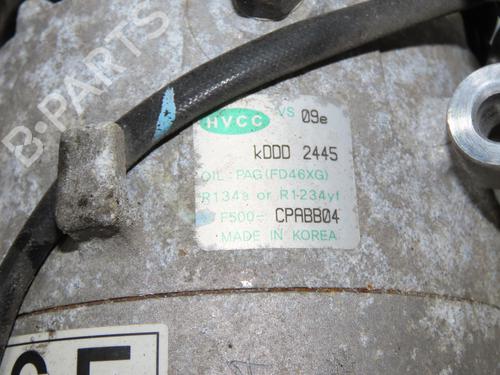 B-PARTS
HVCC VS 09e
kDDD 2445
OIL : PAG(FD46XG)
R134a or R1234yf
F500- CPABB04
MADE IN KOREA